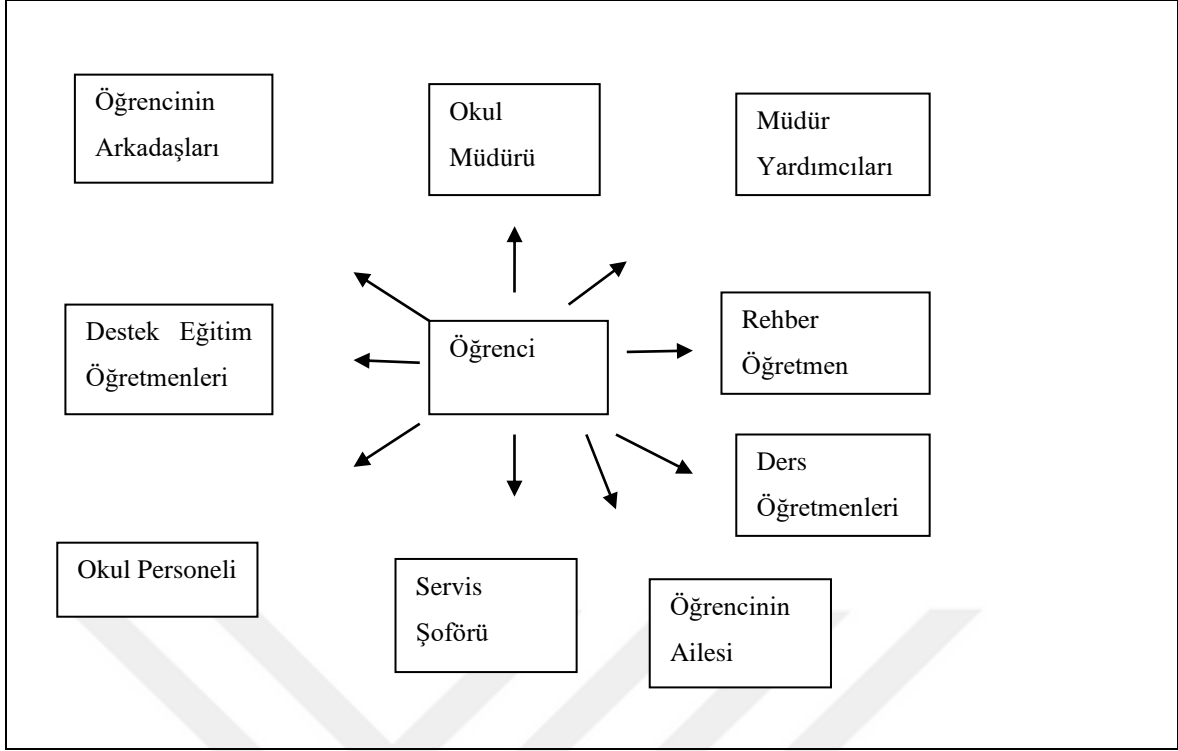 Öğrencinin
Arkadaşları
Okul
Müdürü
Müdür
Yardımcıları
Destek Eğitim
Öğretmenleri
Öğrenci
Rehber
Öğretmen
Ders
Öğretmenleri
Okul Personeli
Servis
Şoförü
Öğrencinin
Ailesi